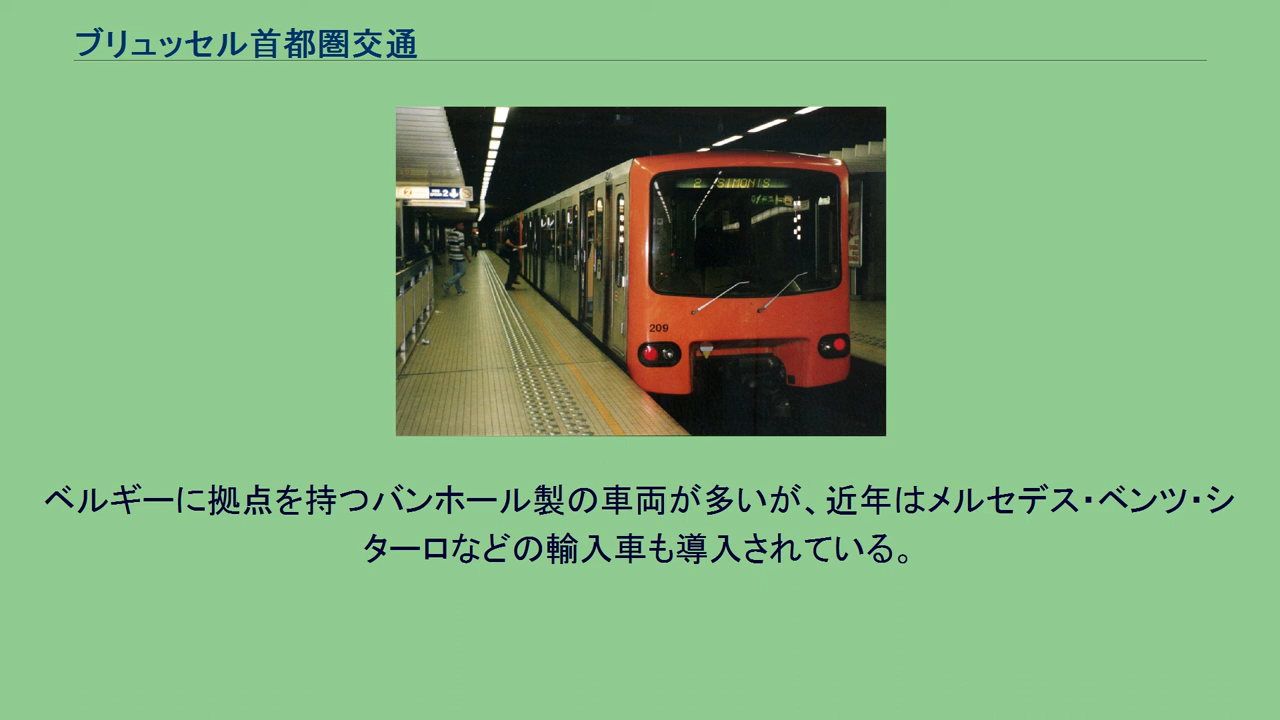 ブリュッセル首都圏交通
2 SIMONIS
209
ベルギーに拠点を持つバンホール製の車両が多いが、近年はメルセデス・ベンツ・シ
ターロなどの輸入車も導入されている。